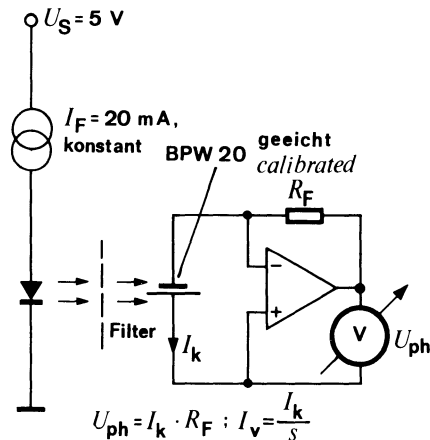 U_S = 5 V
I_F = 20 mA,
konstant
BPW 20
geeicht
calibrated
R_F
−
+
V
U_ph
Filter
I_k
U_ph = I_k · R_F ; I_v = I_k/s